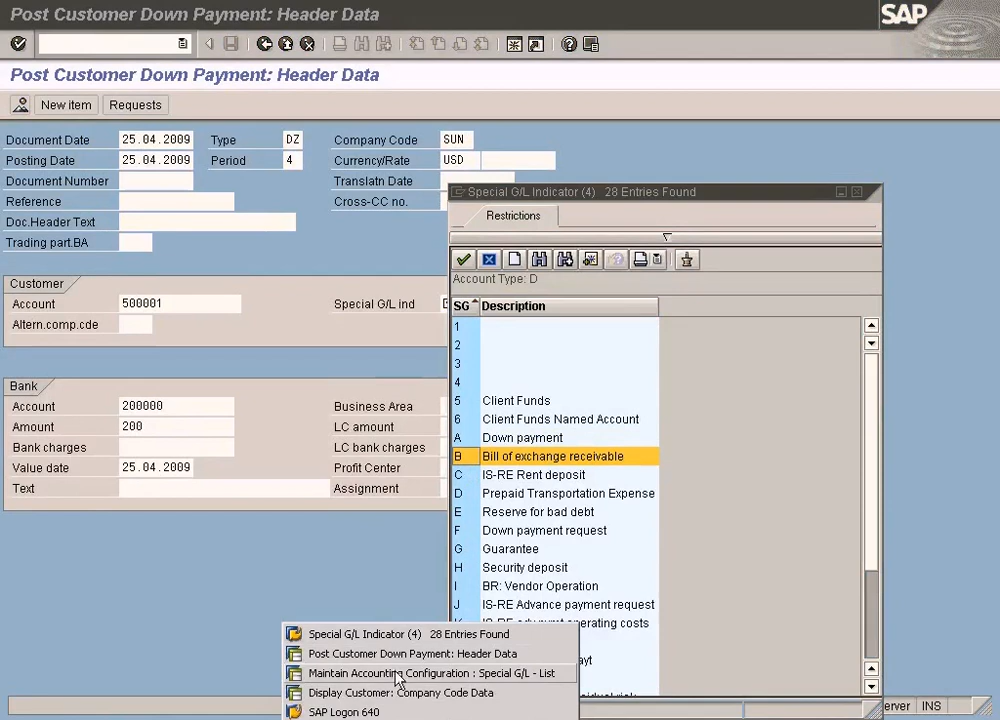 Post Customer Down Payment: Header Data
SAP
Post Customer Down Payment: Header Data
New item Requests
Document Date 25.04.2009 Type DZ Company Code SUN
Posting Date 25.04.2009 Period 4 Currency/Rate USD
Document Number Translatn Date
Reference Cross-CC no.
Doc.Header Text
Trading part.BA
Customer
Account 500001 Special G/L ind
Altern.comp.cde
Bank
Account 200000 Business Area
Amount 200 LC amount
Bank charges LC bank charges
Value date 25.04.2009 Profit Center
Text Assignment
Special G/L Indicator (4) 28 Entries Found
Restrictions
Account Type: D
SG Description
1
2
3
4
5 Client Funds
6 Client Funds Named Account
A Down payment
B Bill of exchange receivable
C IS-RE Rent deposit
D Prepaid Transportation Expense
E Reserve for bad debt
F Down payment request
G Guarantee
H Security deposit
I BR: Vendor Operation
J IS-RE Advance payment request
operating costs
Special G/L Indicator (4) 28 Entries Found
Post Customer Down Payment: Header Data
Maintain Accounting Configuration : Special G/L - List
Display Customer: Company Code Data
SAP Logon 640
INS